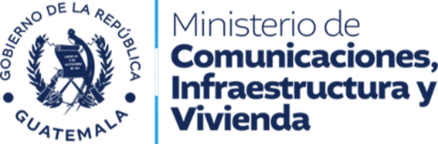 GOBIERNO DE LA REPÚBLICA
GUATEMALA
Ministerio de
Comunicaciones,
Infraestructura y
Vivienda